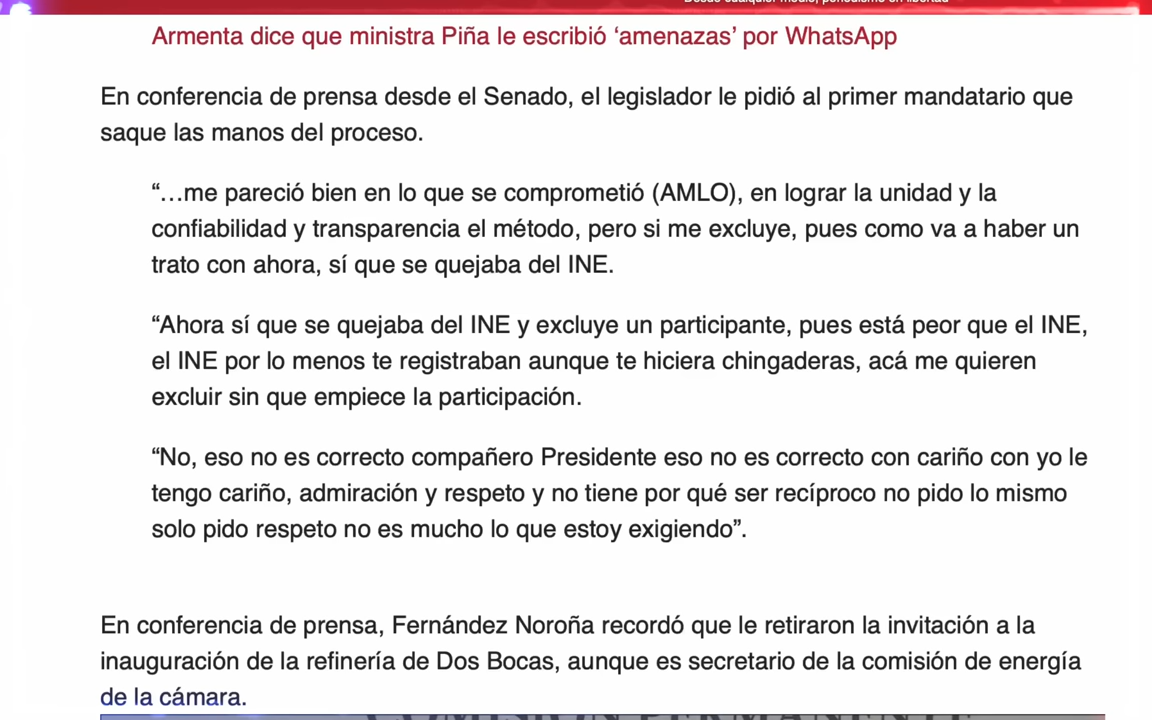 Desde cualquier medio, periodismo en libertad
Armenta dice que ministra Piña le escribió ‘amenazas’ por WhatsApp
En conferencia de prensa desde el Senado, el legislador le pidió al primer mandatario que
saque las manos del proceso.
“…me pareció bien en lo que se comprometió (AMLO), en lograr la unidad y la
confiabilidad y transparencia el método, pero si me excluye, pues como va a haber un
trato con ahora, sí que se quejaba del INE.
“Ahora sí que se quejaba del INE y excluye un participante, pues está peor que el INE,
el INE por lo menos te registraban aunque te hiciera chingaderas, acá me quieren
excluir sin que empiece la participación.
“No, eso no es correcto compañero Presidente eso no es correcto con cariño con yo le
tengo cariño, admiración y respeto y no tiene por qué ser recíproco no pido lo mismo
solo pido respeto no es mucho lo que estoy exigiendo”.
En conferencia de prensa, Fernández Noroña recordó que le retiraron la invitación a la
inauguración de la refinería de Dos Bocas, aunque es secretario de la comisión de energía
de la cámara.
COMISIÓN PERMANENTE